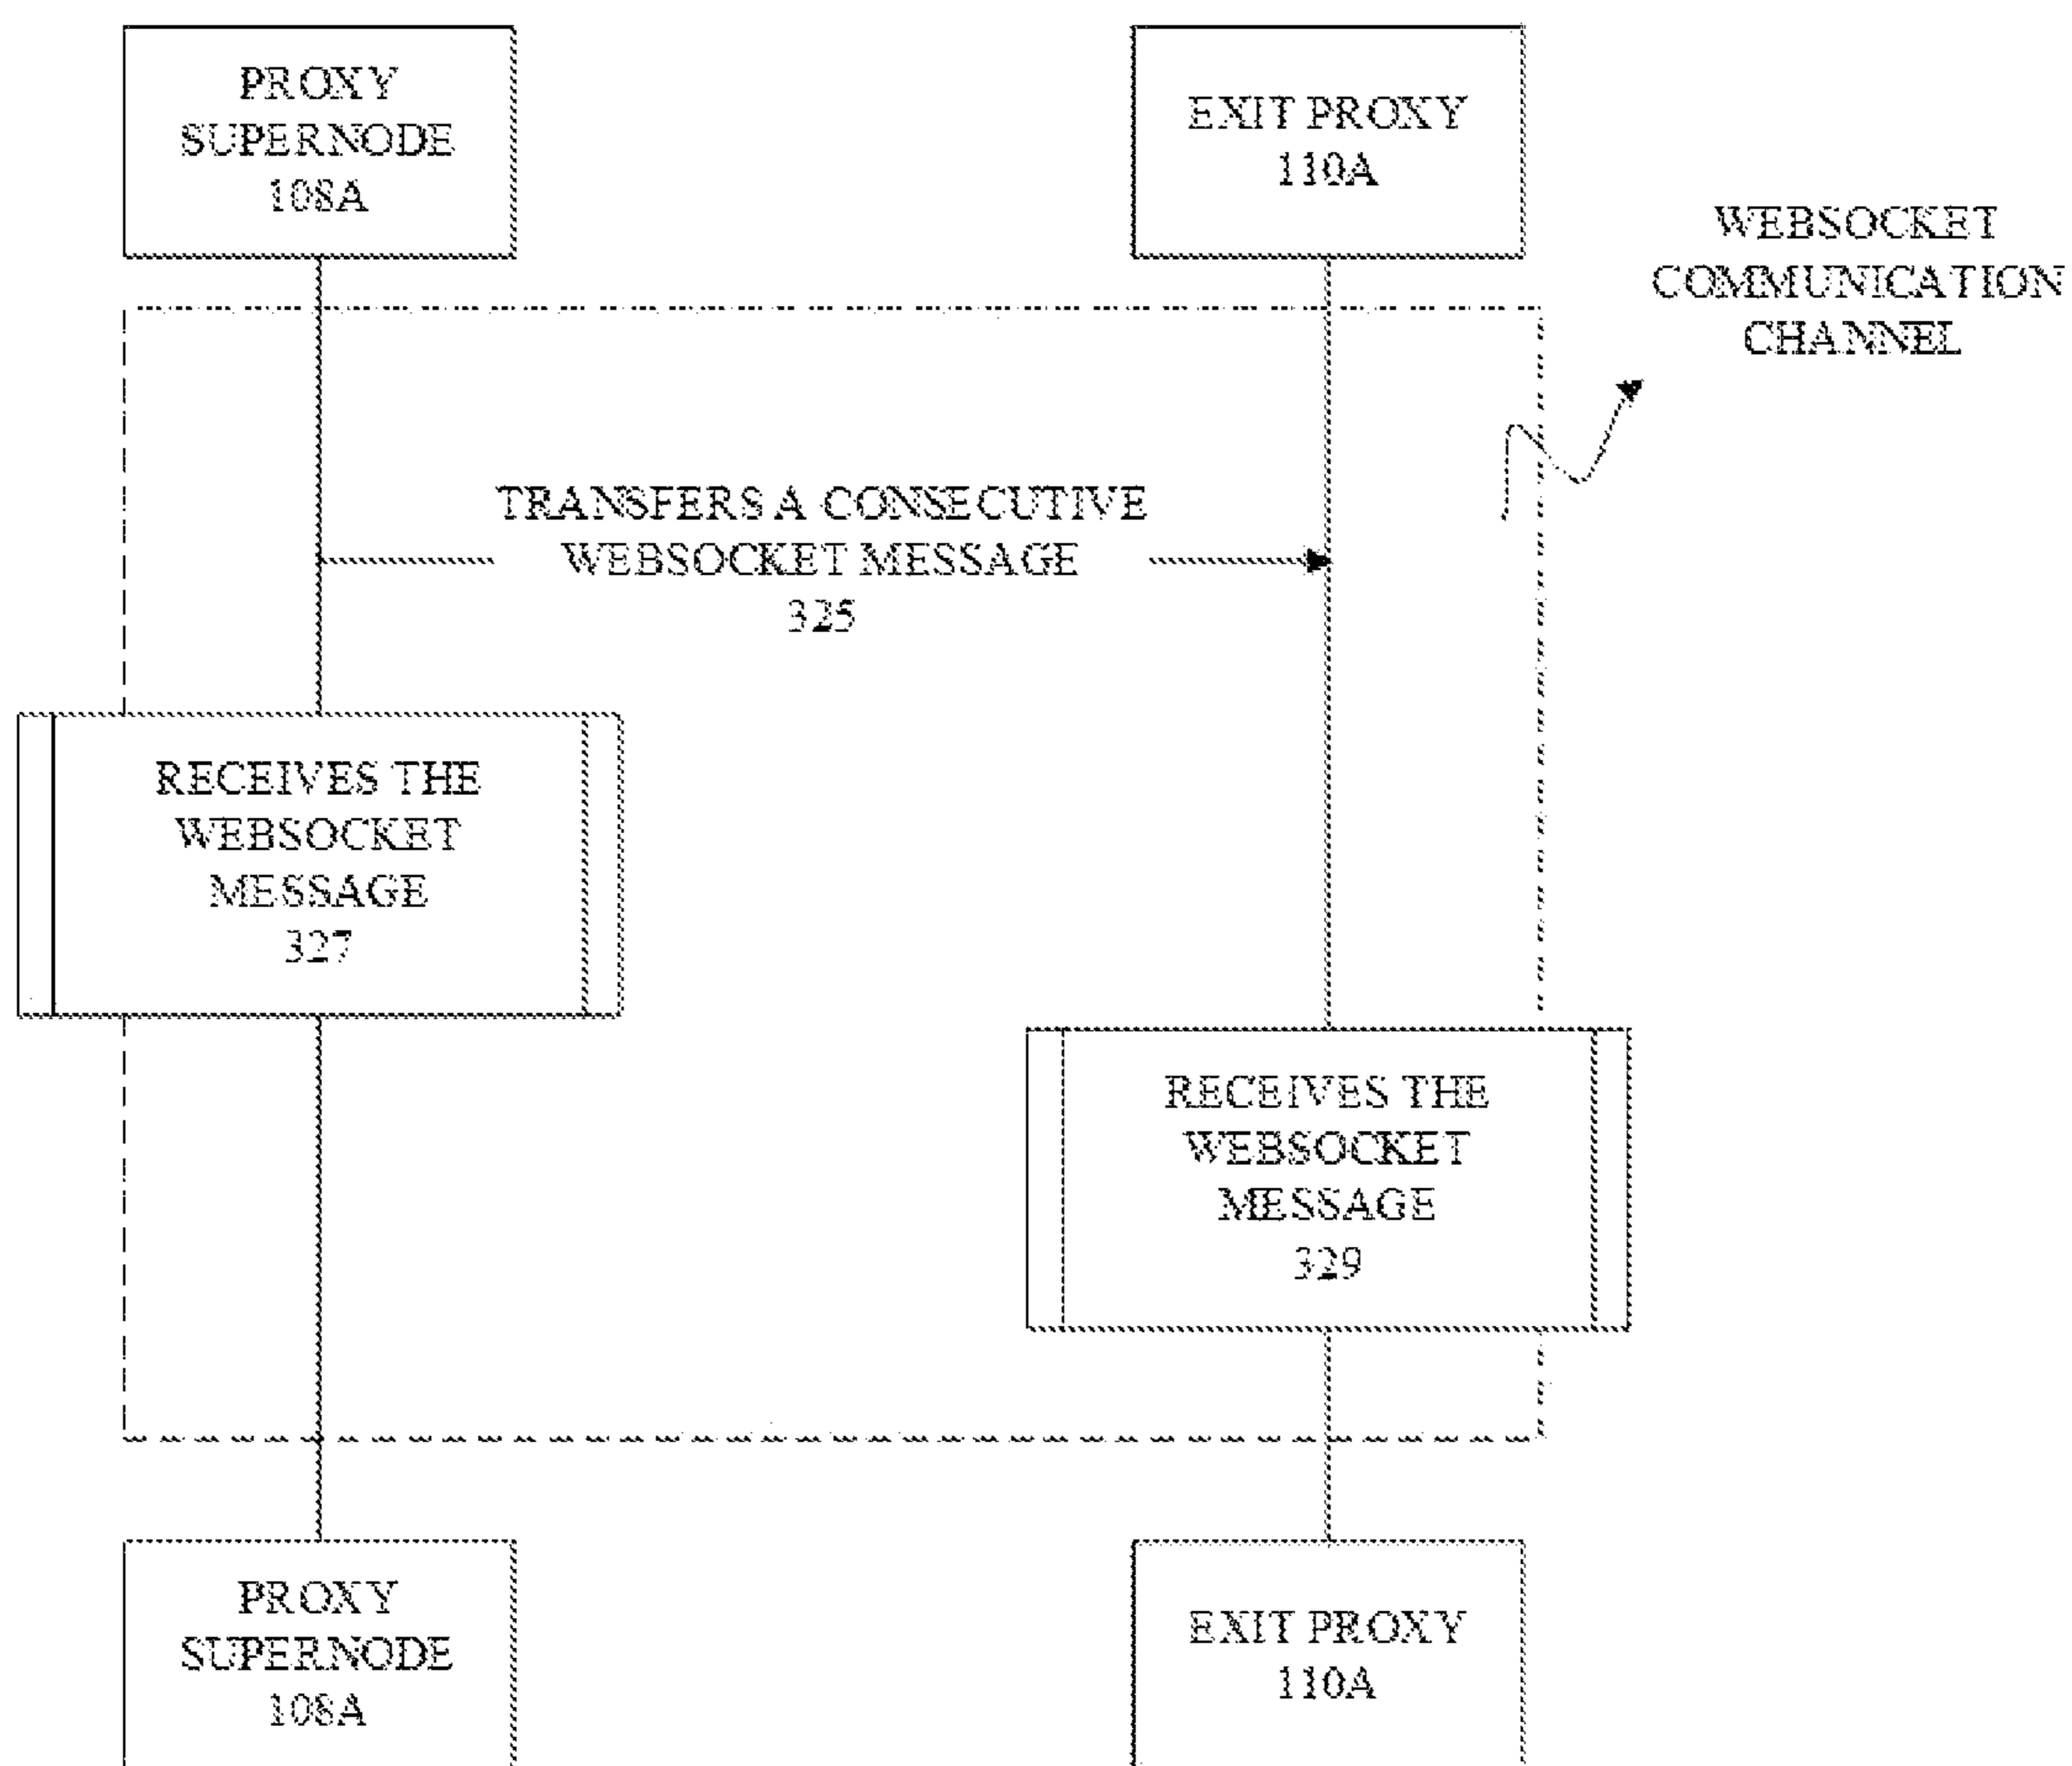 PROXY
SUPERNODE
108A
EXIT PROXY
110A
WEBSOCKET
COMMUNICATION
CHANNEL
TRANSFERS A CONSECUTIVE
WEBSOCKET MESSAGE
325
RECEIVES THE
WEBSOCKET
MESSAGE
327
RECEIVES THE
WEBSOCKET
MESSAGE
329
PROXY
SUPERNODE
108A
EXIT PROXY
110A